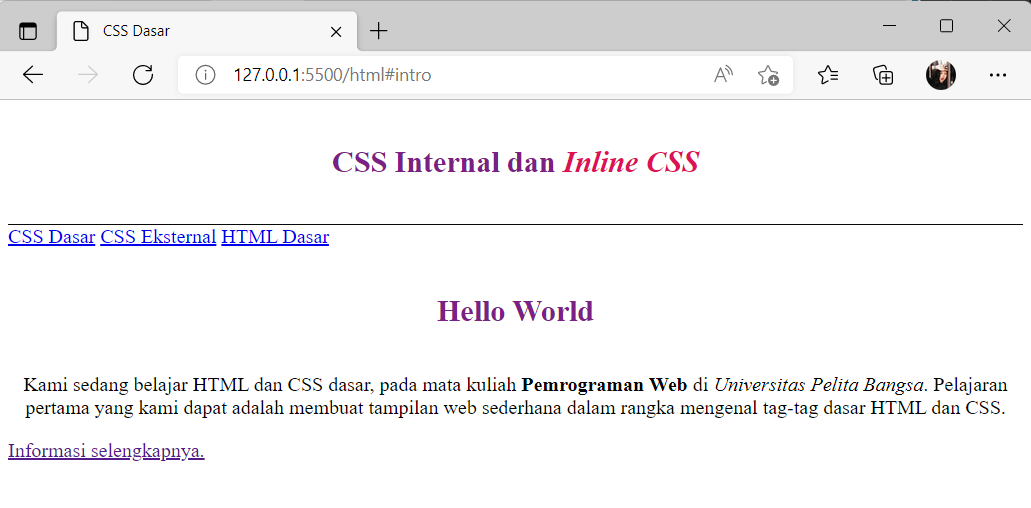 CSS Dasar
127.0.0.1:5500/html#intro
CSS Internal dan Inline CSS
CSS Dasar CSS Eksternal HTML Dasar
Hello World
Kami sedang belajar HTML dan CSS dasar, pada mata kuliah Pemrograman Web di Universitas Pelita Bangsa. Pelajaran
pertama yang kami dapat adalah membuat tampilan web sederhana dalam rangka mengenal tag-tag dasar HTML dan CSS.
Informasi selengkapnya.